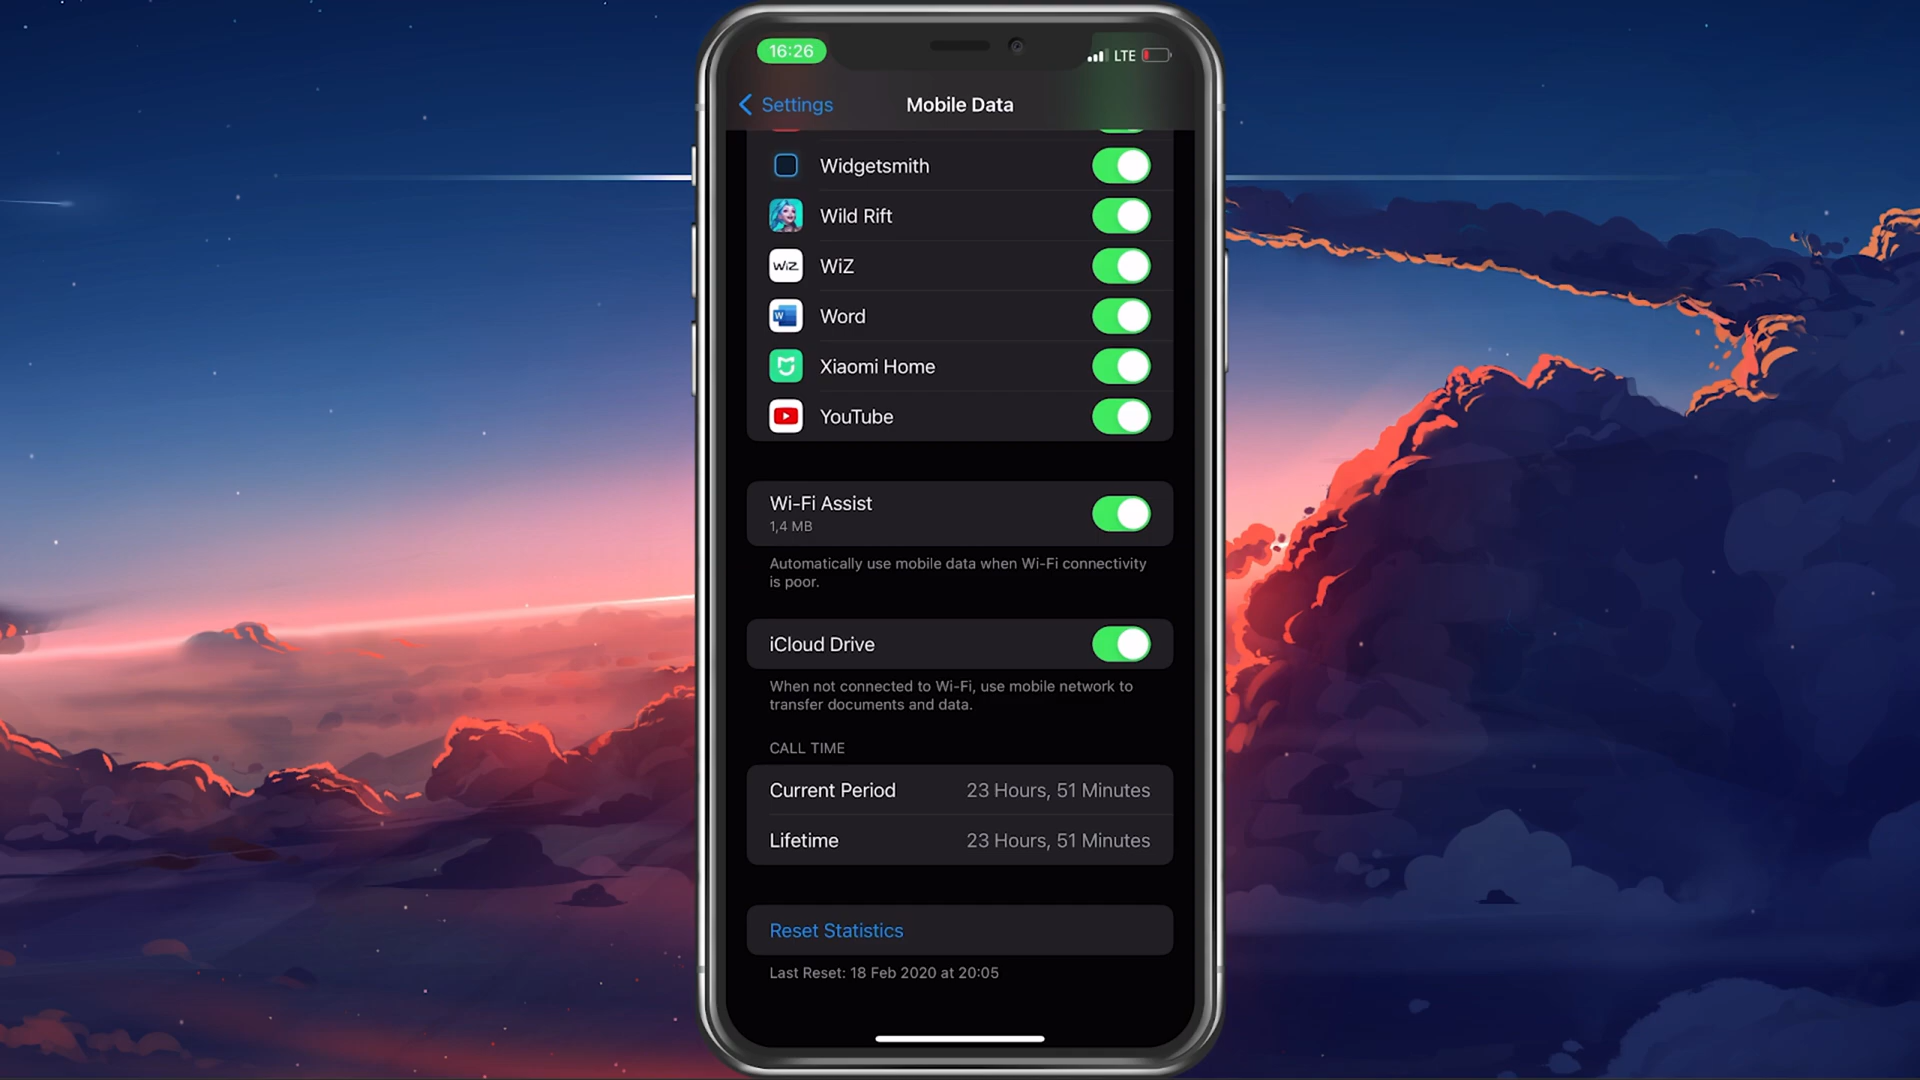 16:26
LTE
Settings
Mobile Data
Widgetsmith
Wild Rift
WiZ
WiZ
W
Word
Xiaomi Home
YouTube
Wi-Fi Assist
1,4 MB
Automatically use mobile data when Wi-Fi connectivity
is poor.
iCloud Drive
When not connected to Wi-Fi, use mobile network to
transfer documents and data.
CALL TIME
Current Period
23 Hours, 51 Minutes
Lifetime
23 Hours, 51 Minutes
Reset Statistics
Last Reset: 18 Feb 2020 at 20:05